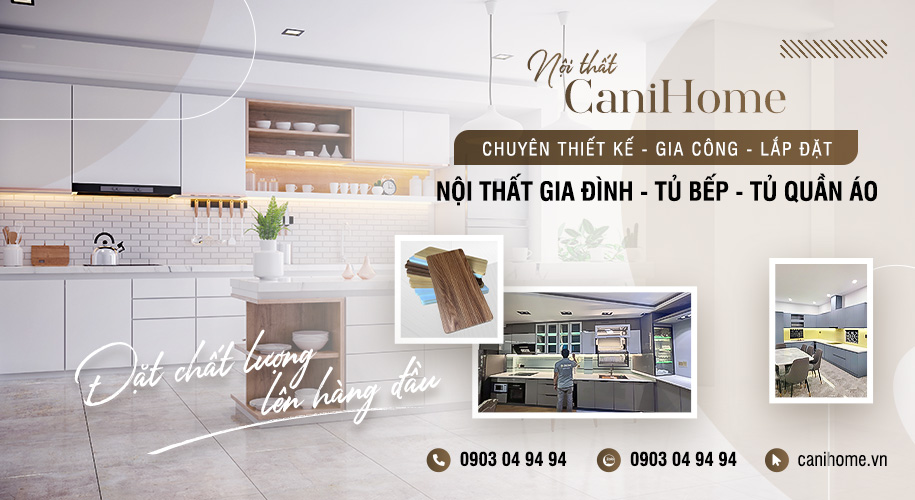 Nội thất
CaniHome
CHUYÊN THIẾT KẾ - GIA CÔNG - LẮP ĐẶT
NỘI THẤT GIA ĐÌNH - TỦ BẾP - TỦ QUẦN ÁO
Đặt chất lượng
lên hàng đầu
0903 04 94 94
0903 04 94 94
canihome.vn